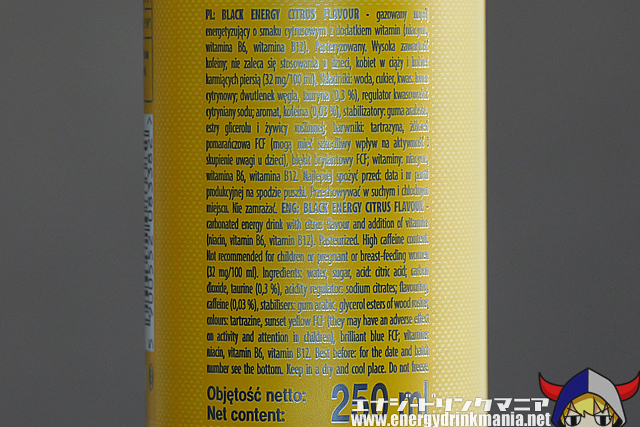 PL: BLACK ENERGY CITRUS FLAVOUR - gazowany napój
energetyzujący o smaku cytrusowym z dodatkiem witamin (niacyna,
witamina B6, witamina B12). Pasteryzowany. Wysoka zawartość
kofeiny; nie zaleca się stosowania u dzieci, kobiet w ciąży i kobiet
karmiących piersią (32 mg/100 ml). Składniki: woda, cukier, kwas:
cytrynowy; dwutlenek węgla, tauryna (0,3 %), regulator kwasowości:
cytryniany sodu; aromat, kofeina (0,03 %), stabilizatory: guma arabska,
estry glicerolu i żywicy roślinnej; barwniki: tartrazyna, żółcień
pomarańczowa FCF (mogą mieć szkodliwy wpływ na aktywność i
skupienie uwagi u dzieci), błękit brylantowy FCF; witaminy: niacyna,
witamina B6, witamina B12. Najlepiej spożyć przed: data i nr partii
produkcyjnej na spodzie puszki. Przechowywać w suchym i chłodnym
miejscu. Nie zamrażać. ENG: BLACK ENERGY CITRUS FLAVOUR -
carbonated energy drink with citrus flavour and addition of vitamins
(niacin, vitamin B6, vitamin B12). Pasteurized. High caffeine content.
Not recommended for children or pregnant or breast-feeding women
(32 mg/100 ml). Ingredients: water, sugar, acid: citric acid; carbon
dioxide, taurine (0,3 %), acidity regulator: sodium citrates; flavouring,
caffeine (0,03 %), stabilisers: gum arabic, glycerol esters of wood rosins;
colours: tartrazine, sunset yellow FCF (they may have an adverse effect
on activity and attention in children), brilliant blue FCF; vitamins:
niacin, vitamin B6, vitamin B12. Best before: for the date and batch
number see the bottom. Keep in a dry and cool place. Do not freeze.
Objętość netto:
Net content:
250 ml
エナジードリンクマニア
www.energydrinkmania.net